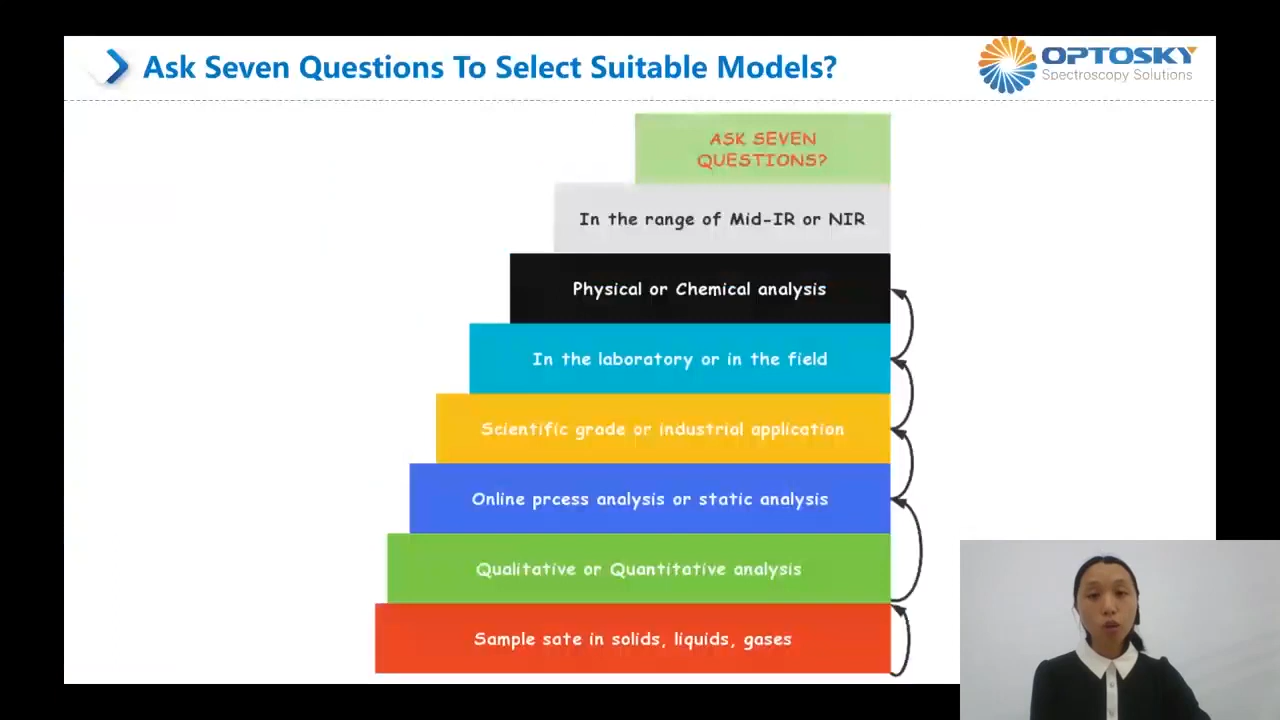 Ask Seven Questions To Select Suitable Models?
OPTOSKY
Spectroscopy Solutions
ASK SEVEN
QUESTIONS?
In the range of Mid-IR or NIR
Physical or Chemical analysis
In the laboratory or in the field
Scientific grade or industrial application
Online prcess analysis or static analysis
Qualitative or Quantitative analysis
Sample sate in solids, liquids, gases